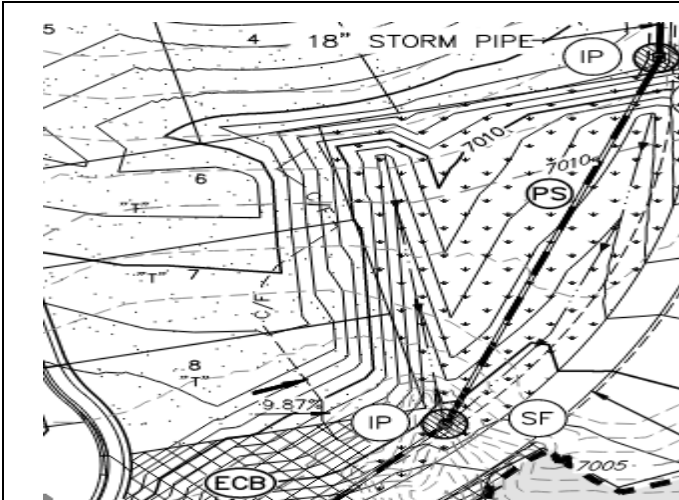 5
4
18" STORM PIPE
IP
7010
7010
6
PS
"T"
"T" 7
C/F
C/F
8
"T"
9.87%
IP
SF
ECB
7005